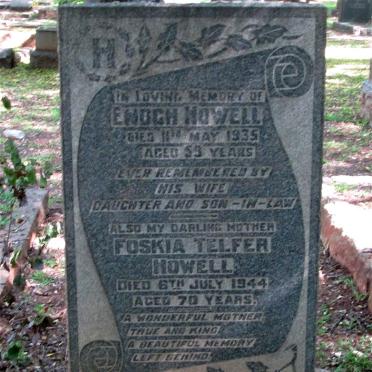 H
IN LOVING MEMORY OF
ENOCH HOWELL
DIED 11TH MAY 1935
AGED 59 YEARS
EVER REMEMBERED BY
HIS WIFE
DAUGHTER AND SON-IN-LAW
ALSO MY DARLING MOTHER
FOSKIA TELFER
HOWELL
DIED 6TH JULY 1944
AGED 70 YEARS.
A WONDERFUL MOTHER
TRUE AND KIND
A BEAUTIFUL MEMORY
LEFT BEHIND